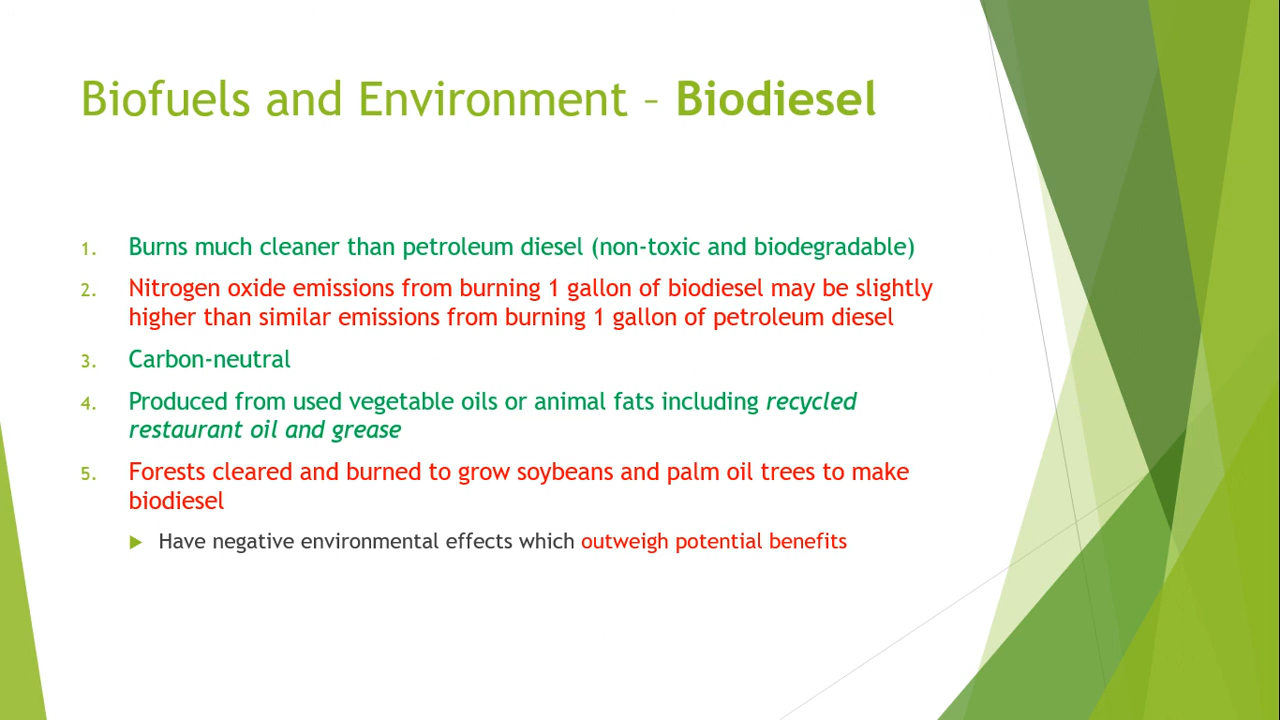 Biofuels and Environment – Biodiesel
1. Burns much cleaner than petroleum diesel (non-toxic and biodegradable)
2. Nitrogen oxide emissions from burning 1 gallon of biodiesel may be slightly
higher than similar emissions from burning 1 gallon of petroleum diesel
3. Carbon-neutral
4. Produced from used vegetable oils or animal fats including recycled
restaurant oil and grease
5. Forests cleared and burned to grow soybeans and palm oil trees to make
biodiesel
Have negative environmental effects which outweigh potential benefits